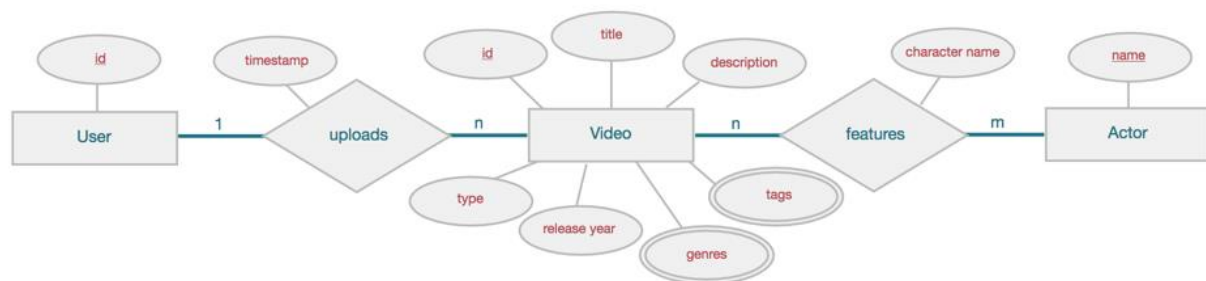 id
timestamp
id
title
description
character name
name
User
1
uploads
n
Video
n
features
m
Actor
type
release year
genres
tags